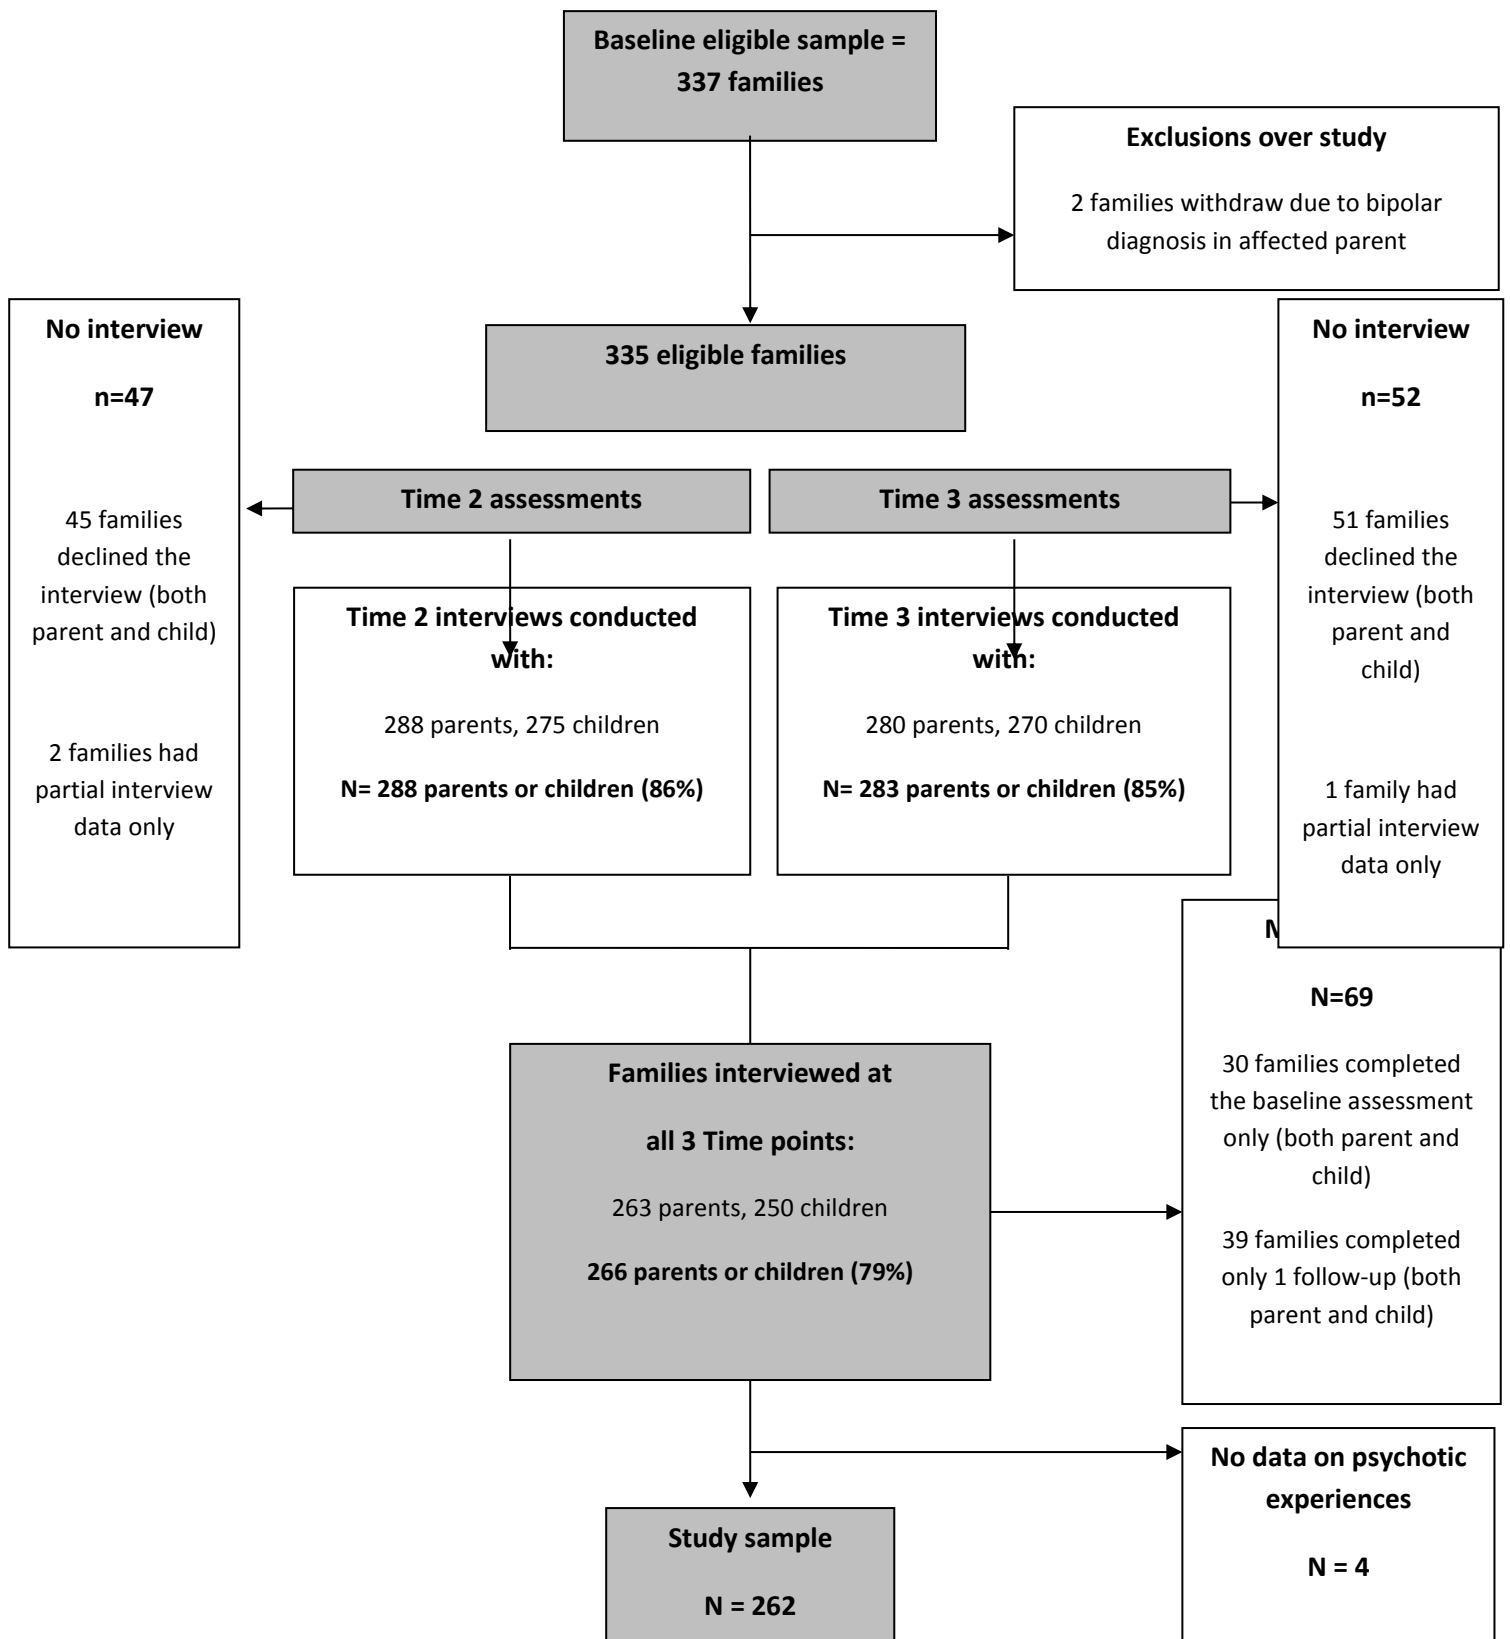 Baseline eligible sample =
337 families
Exclusions over study
2 families withdraw due to bipolar
diagnosis in affected parent
No interview
n=47
45 families
declined the
interview (both
parent and child)
2 families had
partial interview
data only
335 eligible families
No interview
n=52
51 families
declined the
interview (both
parent and
child)
1 family had
partial interview
data only
Time 2 assessments
Time 3 assessments
Time 2 interviews conducted
with:
288 parents, 275 children
N= 288 parents or children (86%)
Time 3 interviews conducted
with:
280 parents, 270 children
N= 283 parents or children (85%)
N=69
30 families completed
the baseline assessment
only (both parent and
child)
39 families completed
only 1 follow-up (both
parent and child)
Families interviewed at
all 3 Time points:
263 parents, 250 children
266 parents or children (79%)
No data on psychotic
experiences
N = 4
Study sample
N = 262